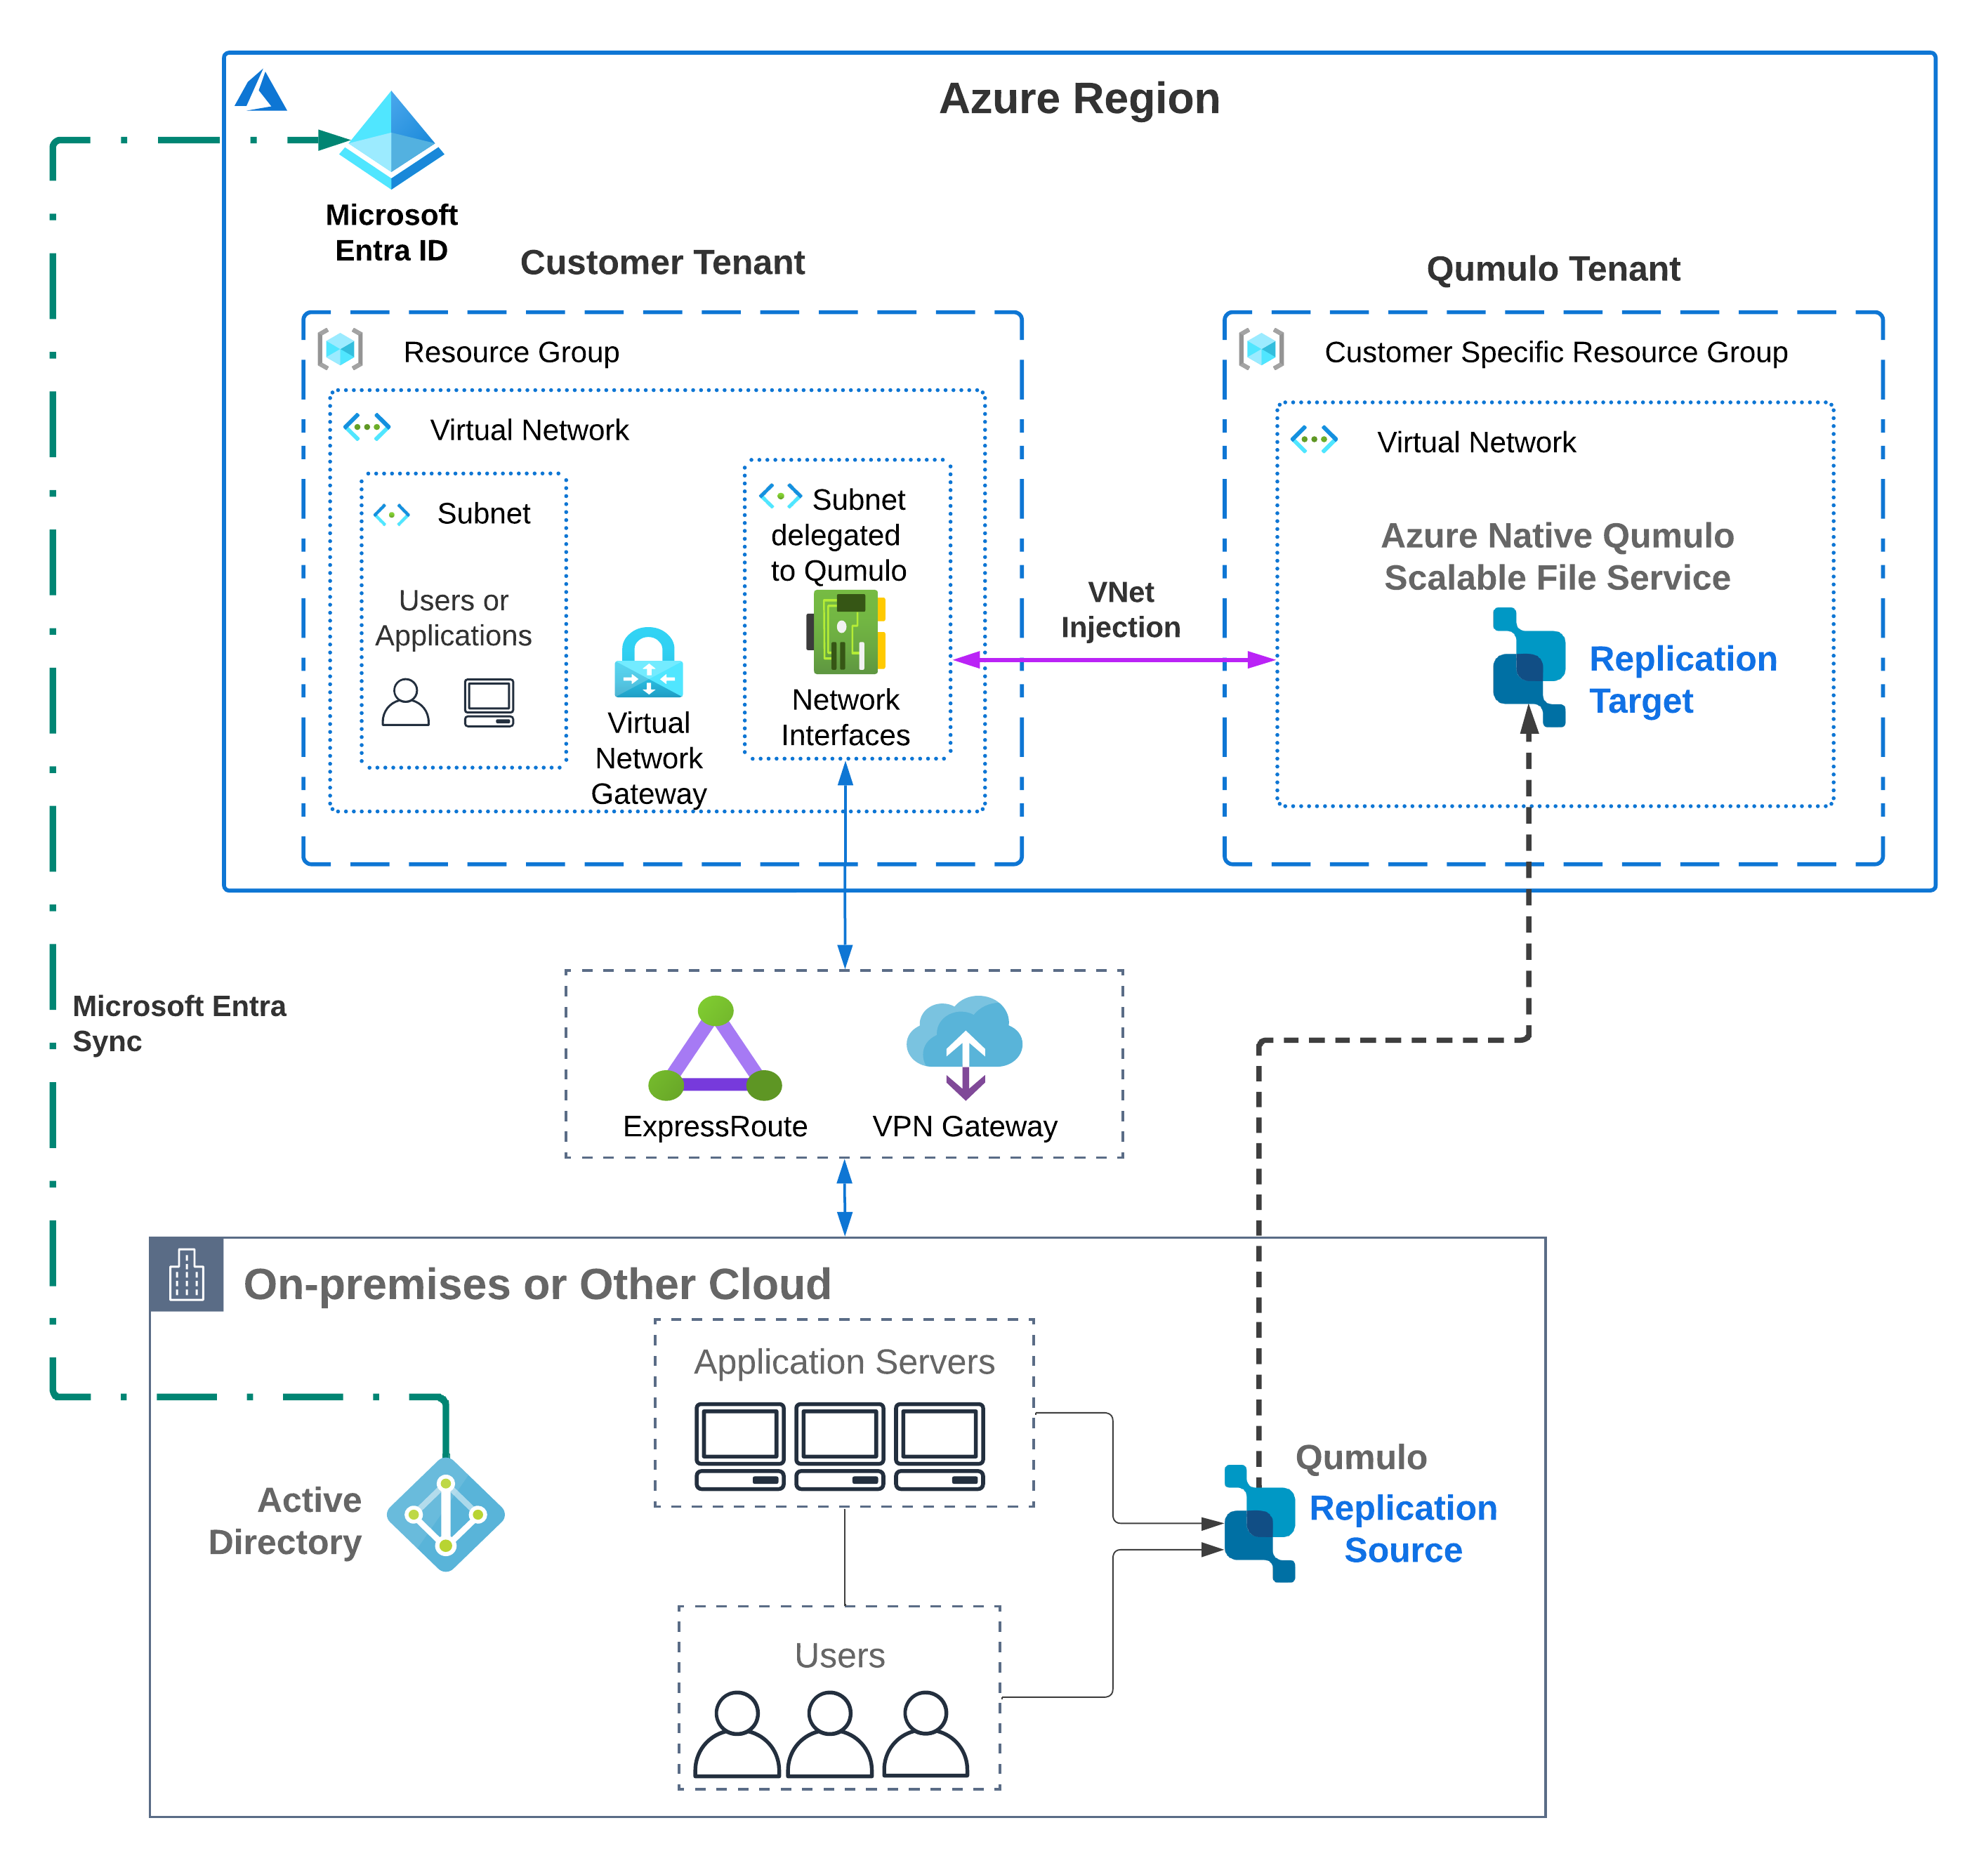 Azure Region
Microsoft
Entra ID
Customer Tenant
Qumulo Tenant
Resource Group
Customer Specific Resource Group
Virtual Network
Virtual Network
Subnet
Subnet
delegated
to Qumulo
Users or
Applications
Virtual
Network
Gateway
Network
Interfaces
VNet
Injection
Azure Native Qumulo
Scalable File Service
Replication
Target
Microsoft Entra
Sync
ExpressRoute
VPN Gateway
On-premises or Other Cloud
Application Servers
Active
Directory
Qumulo
Replication
Source
Users